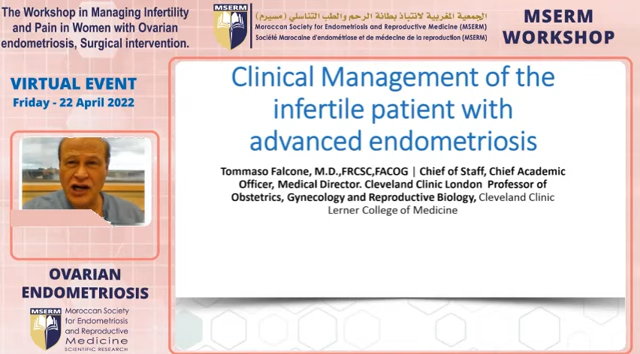 The Workshop in Managing Infertility
and Pain in Women with Ovarian
endometriosis, Surgical intervention.
MSERM
الجمعية المغربية لانتباذ بطانة الرحم والطب التناسلي (مسيرم)
Moroccan Society for Endometriosis and Reproductive Medicine (MSERM)
Société Marocaine d'endométriose et de médecine de la reproduction (MSERM)
MSERM
WORKSHOP
VIRTUAL EVENT
Friday - 22 April 2022
Clinical Management of the
infertile patient with
advanced endometriosis
Tommaso Falcone, M.D.,FRCSC,FACOG | Chief of Staff, Chief Academic
Officer, Medical Director. Cleveland Clinic London Professor of
Obstetrics, Gynecology and Reproductive Biology, Cleveland Clinic
Lerner College of Medicine
OVARIAN
ENDOMETRIOSIS
MSERM
Moroccan Society
for Endometriosis
and Reproductive
Medicine
SCIENTIFIC RESEARCH